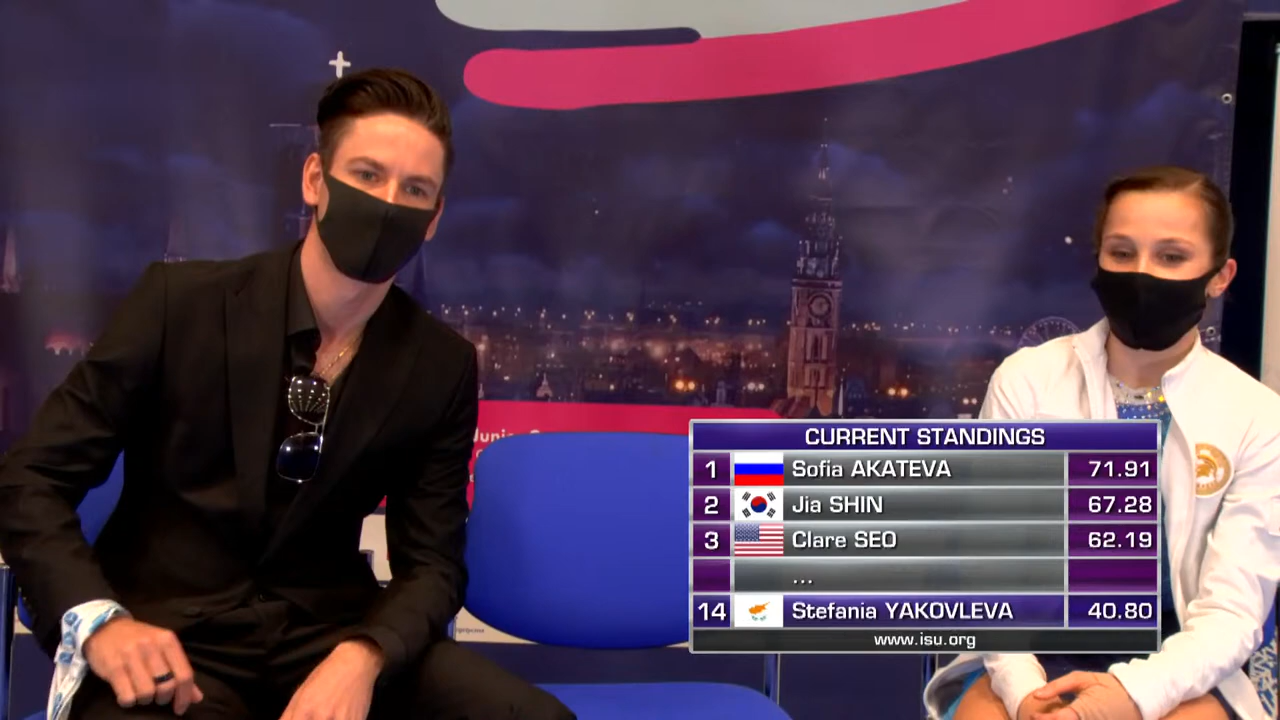 Junio
CURRENT STANDINGS
1 Sofia AKATEVA 71.91
2 Jia SHIN 67.28
3 Clare SEO 62.19
...
14 Stefania YAKOVLEVA 40.80
www.isu.org